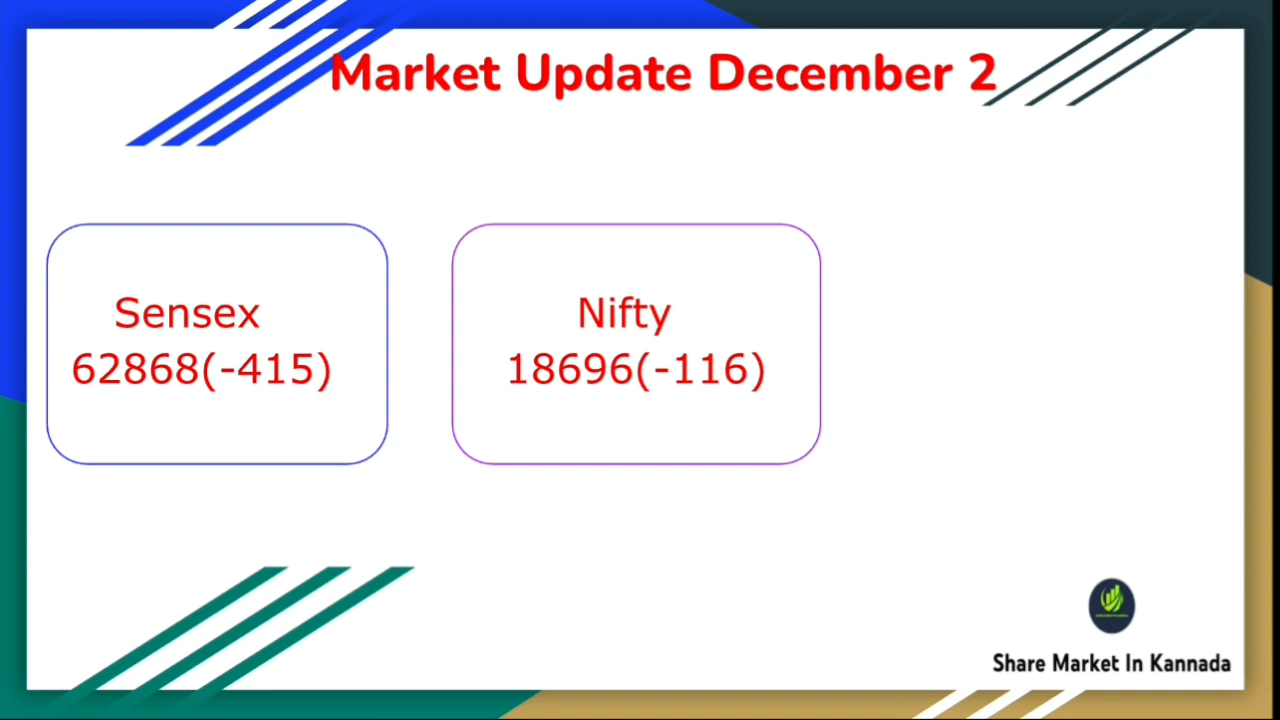 Market Update December 2
Sensex
62868(-415)
Nifty
18696(-116)
Share Market In Kannada